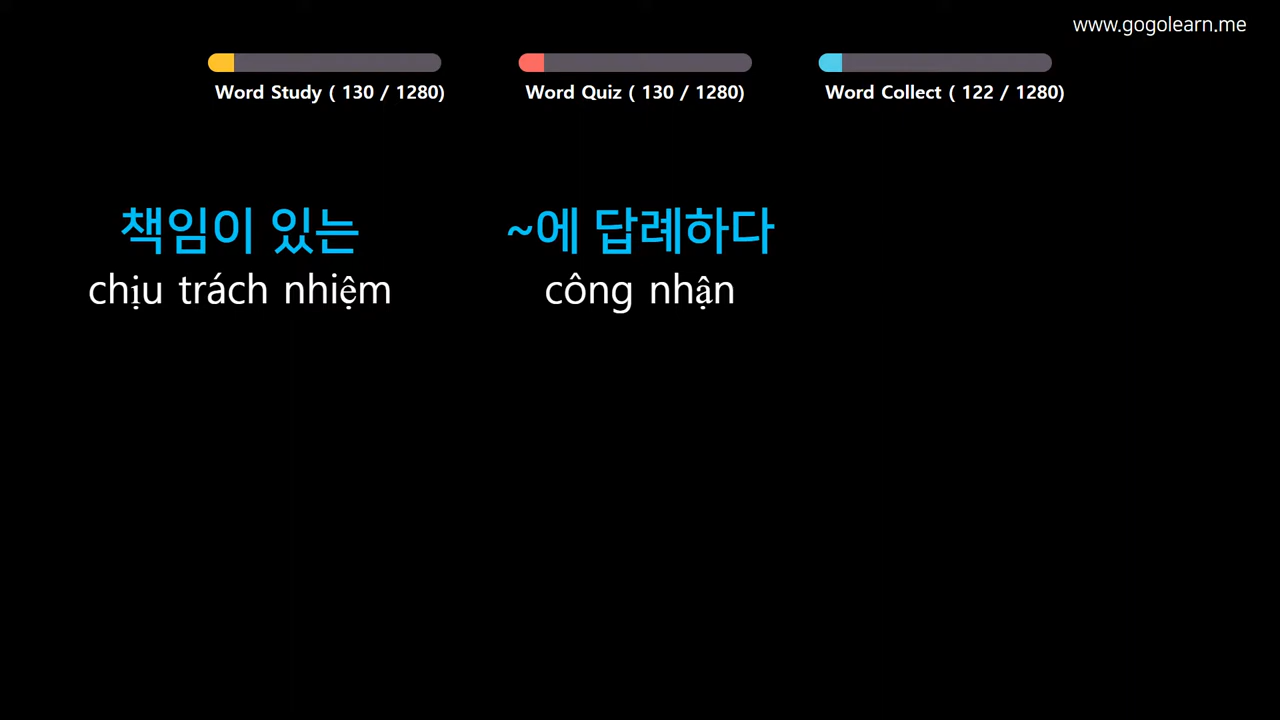 www.gogolearn.me
Word Study ( 130 / 1280)
Word Quiz ( 130 / 1280)
Word Collect ( 122 / 1280)
책임이 있는
chịu trách nhiệm
~에 답례하다
công nhận